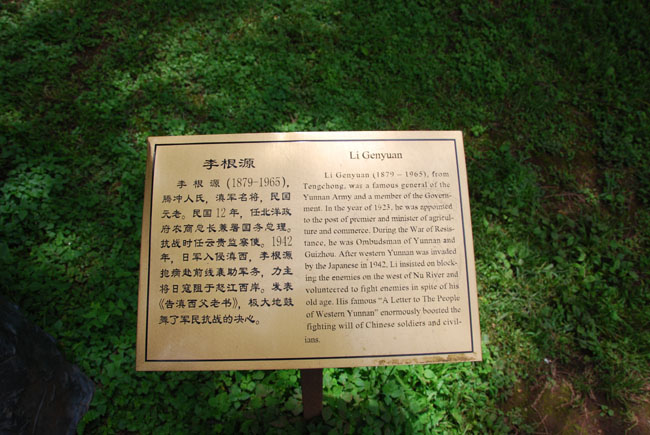 李根源
李 根 源 (1879-1965)，
腾冲人氏，滇军名将，民国
元老。民国 12 年，任北洋政
府农商总长兼署国务总理。
抗战时任云贵监察使。1942
年，日军入侵滇西，李根源
抱病赴前线襄助军务，力主
将日寇阻于怒江西岸。发表
《告滇西父老书》，极大地鼓
舞了军民抗战的决心。
Li Genyuan
Li Genyuan (1879 – 1965), from
Tengchong, was a famous general of the
Yunnan Army and a member of the Govern-
ment. In the year of 1923, he was appointed
to the post of premier and minister of agricul-
ture and commerce. During the War of Resis-
tance, he was Ombudsman of Yunnan and
Guizhou. After western Yunnan was invaded
by the Japanese in 1942, Li insisted on block-
ing the enemies on the west of Nu River and
volunteered to fight enemies in spite of his
old age. His famous “A Letter to The People
of Western Yunnan” enormously boosted the
fighting will of Chinese soldiers and civil-
ians.